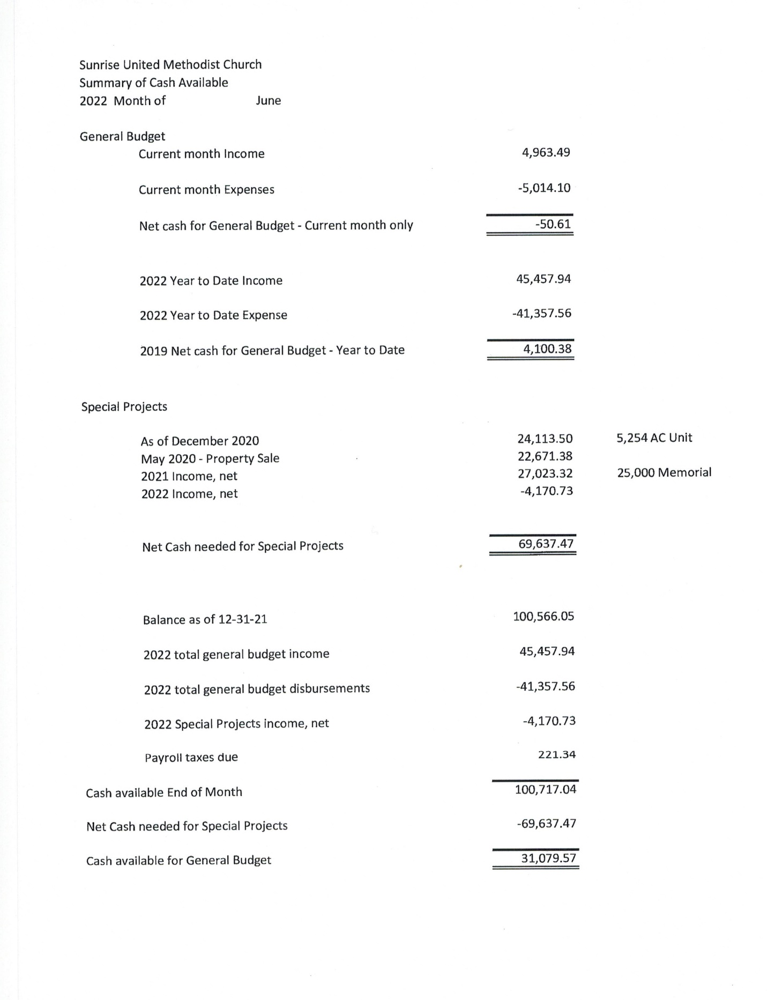 Sunrise United Methodist Church
Summary of Cash Available
2022 Month of June
General Budget
Current month Income 4,963.49
Current month Expenses -5,014.10
Net cash for General Budget - Current month only -50.61
2022 Year to Date Income 45,457.94
2022 Year to Date Expense -41,357.56
2019 Net cash for General Budget - Year to Date 4,100.38
Special Projects
As of December 2020 24,113.50 5,254 AC Unit
May 2020 - Property Sale 22,671.38
2021 Income, net 27,023.32 25,000 Memorial
2022 Income, net -4,170.73
Net Cash needed for Special Projects 69,637.47
Balance as of 12-31-21 100,566.05
2022 total general budget income 45,457.94
2022 total general budget disbursements -41,357.56
2022 Special Projects income, net -4,170.73
Payroll taxes due 221.34
Cash available End of Month 100,717.04
Net Cash needed for Special Projects -69,637.47
Cash available for General Budget 31,079.57